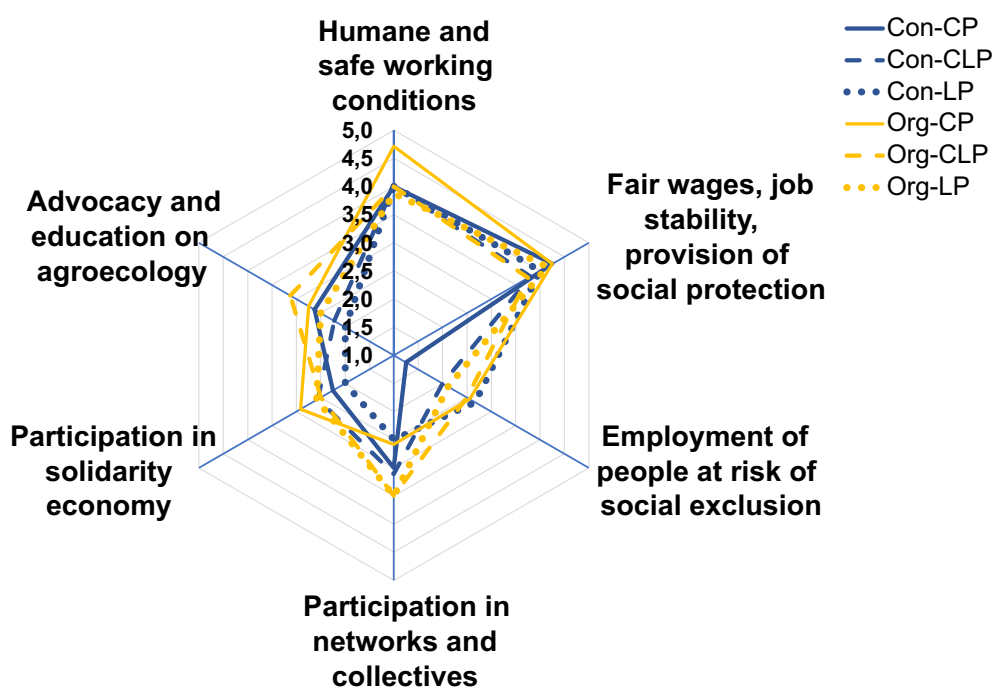 Humane and
safe working
conditions
Con-CP
Con-CLP
Con-LP
Org-CP
Org-CLP
Org-LP
5,0
4,5
4,0
3,5
3,0
2,5
2,0
1,5
1,0
Fair wages, job
stability,
provision of
social protection
Advocacy and
education on
agroecology
Participation in
solidarity
economy
Employment of
people at risk of
social exclusion
Participation in
networks and
collectives